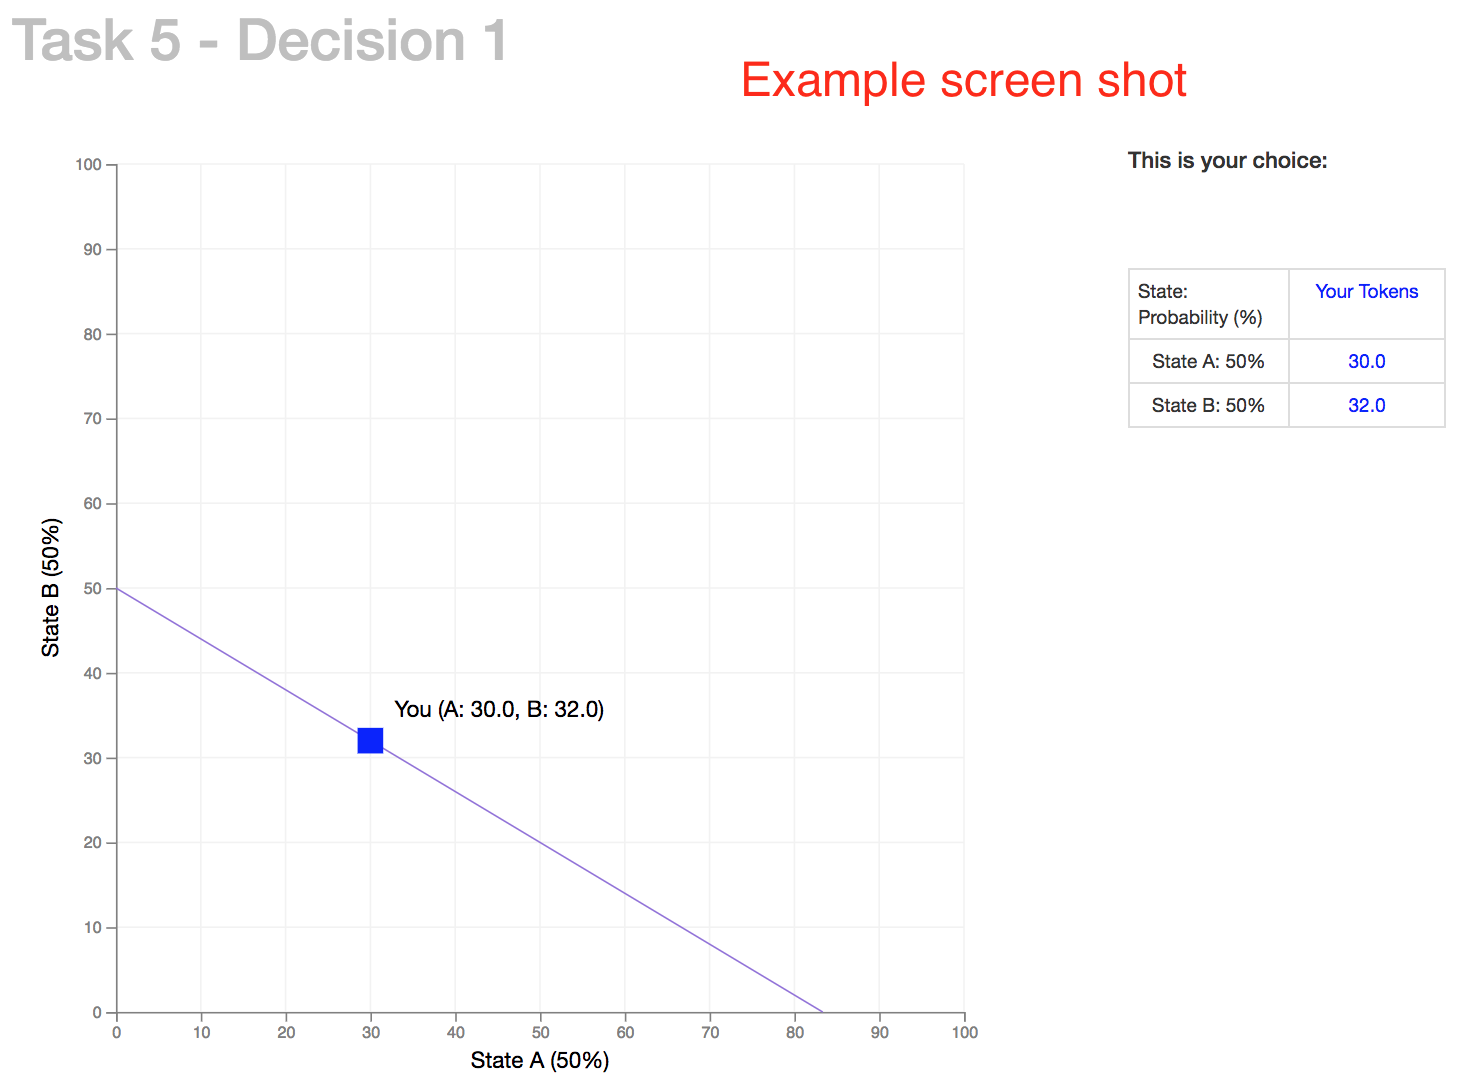 Task 5 - Decision 1
Example screen shot
This is your choice:
State:
Probability (%)
Your Tokens
State A: 50%
30.0
State B: 50%
32.0
100
90
80
70
60
50
40
30
20
10
0
State B (50%)
You (A: 30.0, B: 32.0)
0
10
20
30
40
50
60
70
80
90
100
State A (50%)